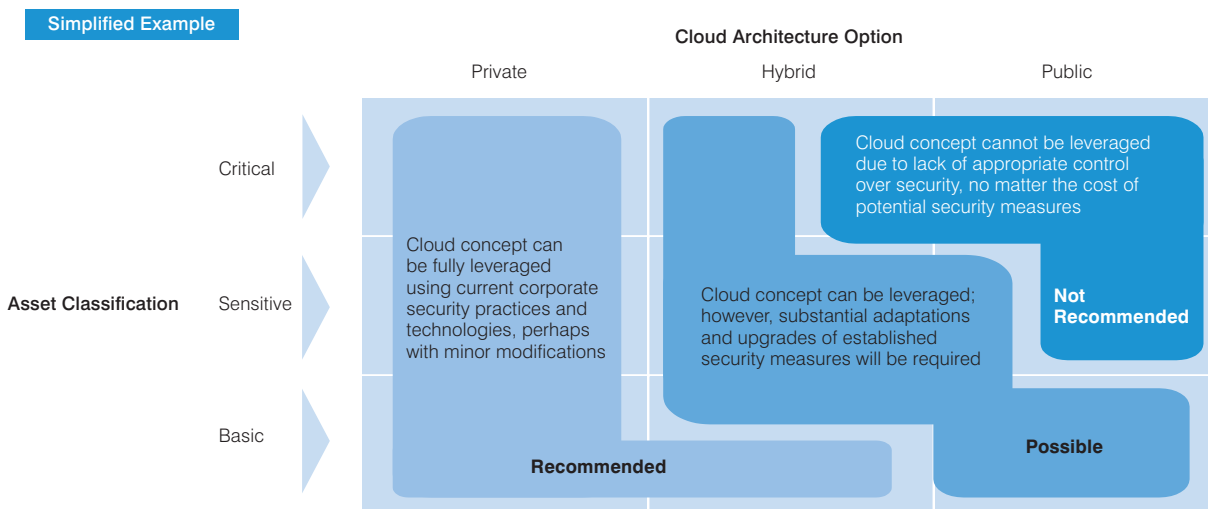 Simplified Example
Cloud Architecture Option
Private
Hybrid
Public
Asset Classification
Critical
Sensitive
Basic
Cloud concept can
be fully leveraged
using current corporate
security practices and
technologies, perhaps
with minor modifications
Recommended
Cloud concept can be leveraged;
however, substantial adaptations
and upgrades of established
security measures will be required
Possible
Cloud concept cannot be leveraged
due to lack of appropriate control
over security, no matter the cost of
potential security measures
Not
Recommended